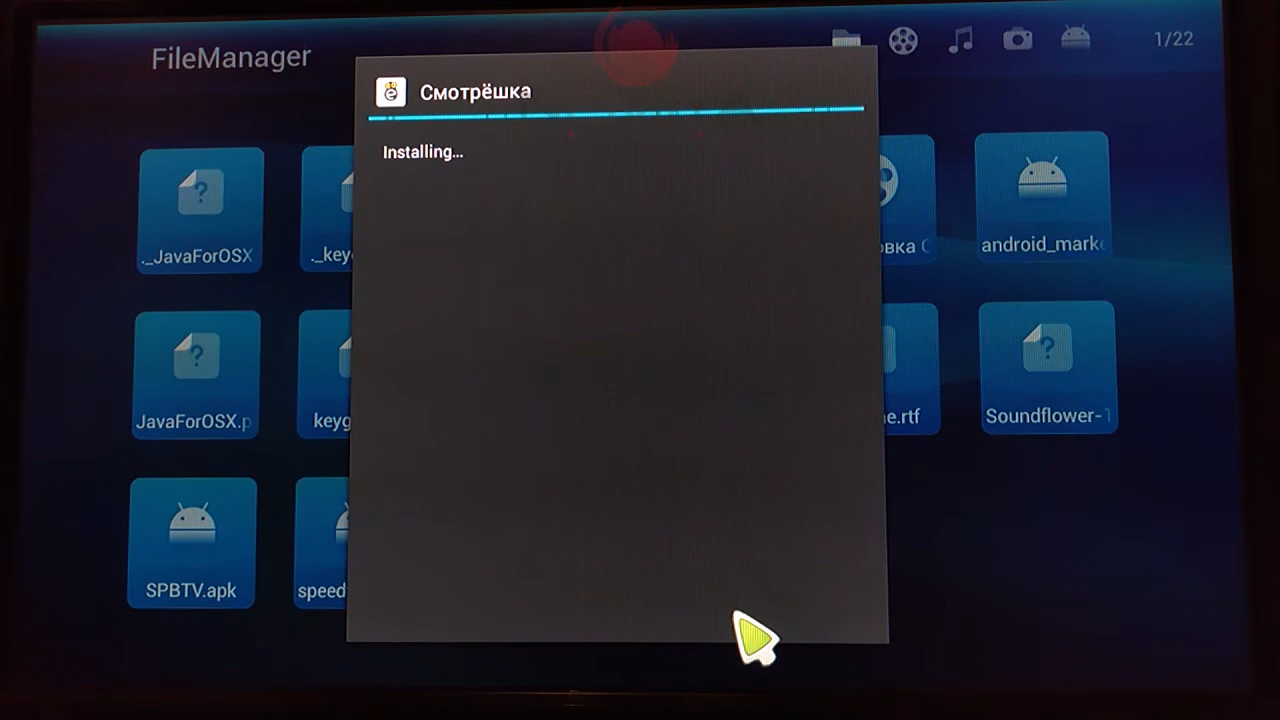 FileManager
1/22
Смотрёшка
Installing...
._JavaForOSX
._key
вка
android_marke
JavaForOSX.p
keyg
e.rtf
Soundflower-1
SPBTV.apk
speed